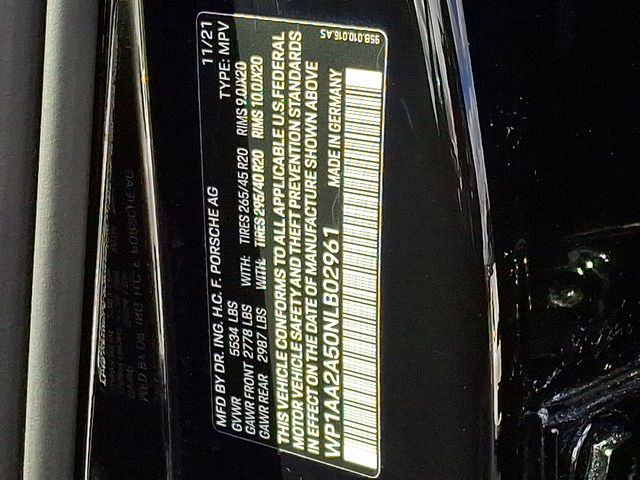 MFD BY DR. ING. H.C. F. PORSCHE AG 11/21
GVWR 5534 LBS TYPE: MPV
GAWR FRONT 2778 LBS WITH: TIRES 265/45 R20 RIMS 9.0JX20
GAWR REAR 2987 LBS WITH: TIRES 295/40 R20 RIMS 10.0JX20
THIS VEHICLE CONFORMS TO ALL APPLICABLE U.S. FEDERAL
MOTOR VEHICLE SAFETY AND THEFT PREVENTION STANDARDS
IN EFFECT ON THE DATE OF MANUFACTURE SHOWN ABOVE
WP1AA2A50NLB02961 MADE IN GERMANY
95B.010.015.AS